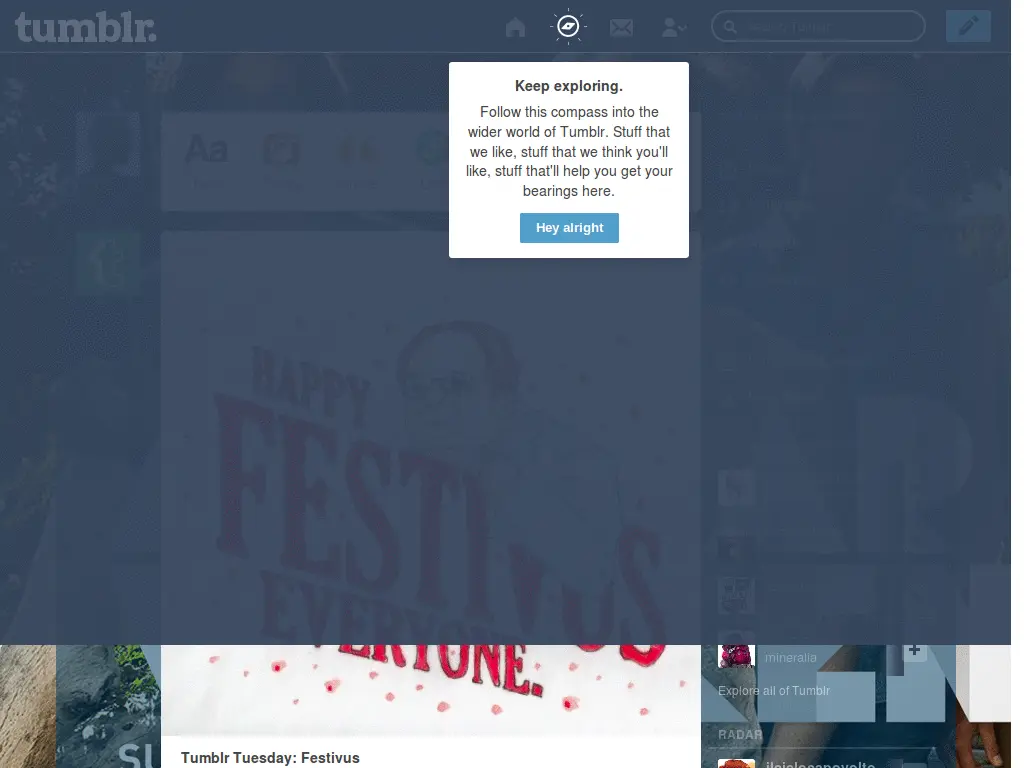 tumblr.
Keep exploring.
Follow this compass into the
wider world of Tumblr. Stuff that
we like, stuff that we think you'll
like, stuff that'll help you get your
bearings here.
Hey alright
Aa
HAPPY
FESTIVUS
EVERYONE.
mineralia
Explore all of Tumblr
RADAR
Tumblr Tuesday: Festivus